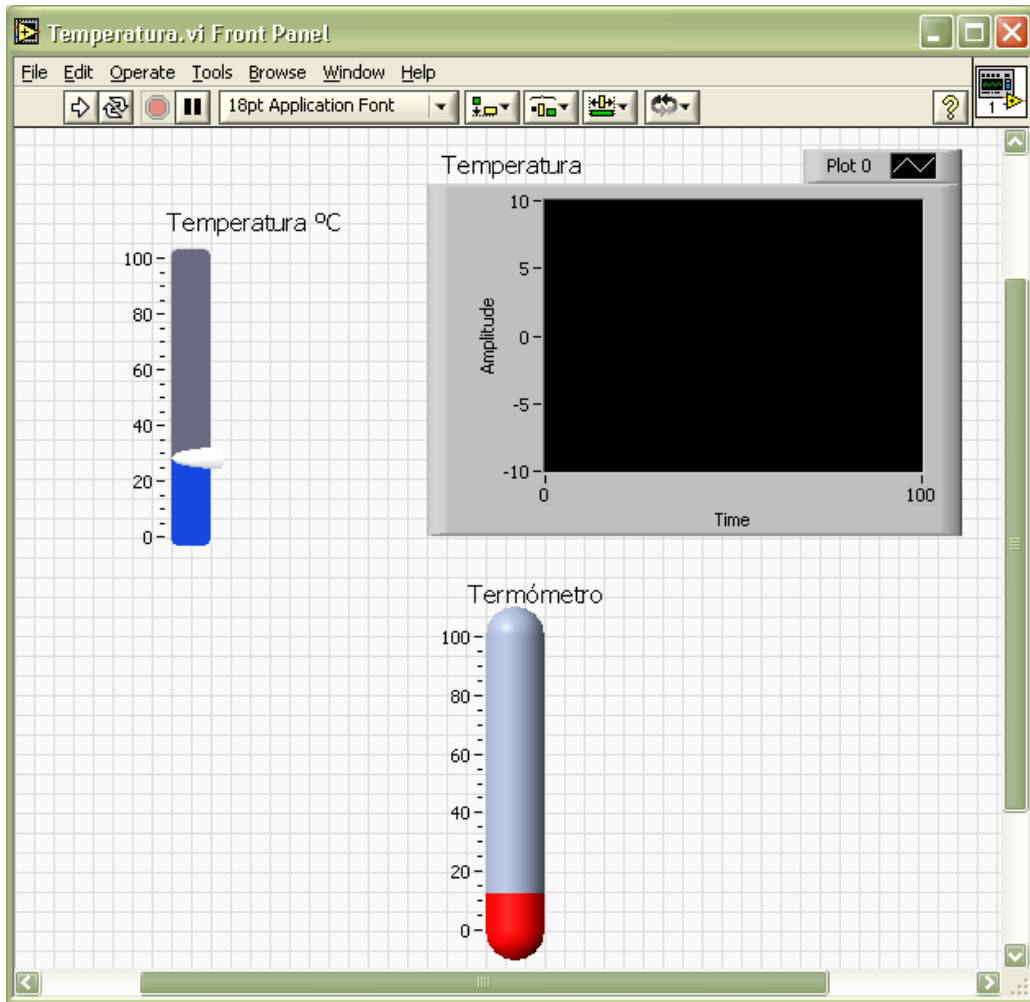 Temperatura.vi Front Panel
File Edit Operate Tools Browse Window Help
18pt Application Font
1
Temperatura
Plot 0
Temperatura ºC
100
80
60
40
20
0
10
5
0
-5
-10
Amplitude
0
100
Time
Termómetro
100
80
60
40
20
0